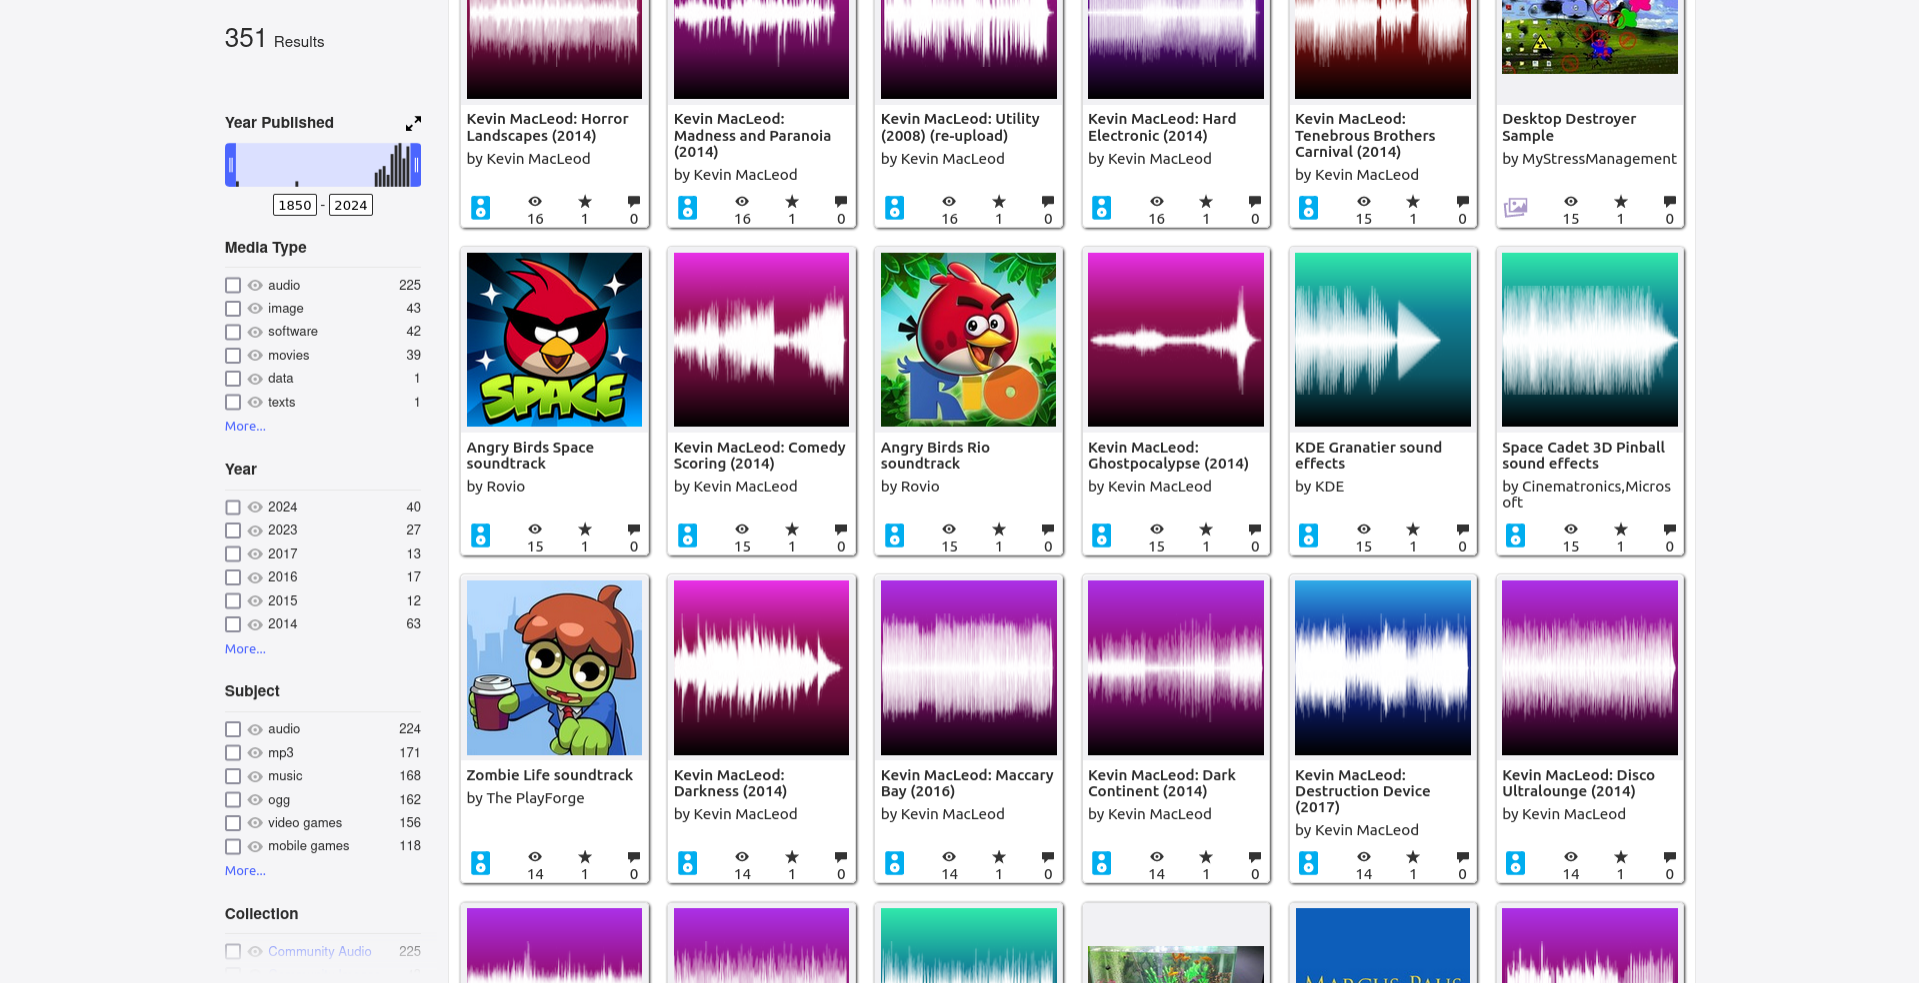 351 Results
Year Published
1850 - 2024
Media Type
audio 225
image 43
software 42
movies 39
data 1
texts 1
More...
Year
2024 40
2023 27
2017 13
2016 17
2015 12
2014 63
More...
Subject
audio 224
mp3 171
music 168
ogg 162
video games 156
mobile games 118
More...
Collection
Community Audio 225
Kevin MacLeod: Horror
Landscapes (2014)
by Kevin MacLeod
16 1 0
Kevin MacLeod:
Madness and Paranoia
(2014)
by Kevin MacLeod
16 1 0
Kevin MacLeod: Utility
(2008) (re-upload)
by Kevin MacLeod
16 1 0
Kevin MacLeod: Hard
Electronic (2014)
by Kevin MacLeod
16 1 0
Kevin MacLeod:
Tenebrous Brothers
Carnival (2014)
by Kevin MacLeod
15 1 0
Desktop Destroyer
Sample
by MyStressManagement
15 1 0
SPACE
Angry Birds Space
soundtrack
by Rovio
15 1 0
Kevin MacLeod: Comedy
Scoring (2014)
by Kevin MacLeod
15 1 0
RIO
Angry Birds Rio
soundtrack
by Rovio
15 1 0
Kevin MacLeod:
Ghostpocalypse (2014)
by Kevin MacLeod
15 1 0
KDE Granatier sound
effects
by KDE
15 1 0
Space Cadet 3D Pinball
sound effects
by Cinematronics,Micros
oft
15 1 0
Zombie Life soundtrack
by The PlayForge
14 1 0
Kevin MacLeod:
Darkness (2014)
by Kevin MacLeod
14 1 0
Kevin MacLeod: Maccary
Bay (2016)
by Kevin MacLeod
14 1 0
Kevin MacLeod: Dark
Continent (2014)
by Kevin MacLeod
14 1 0
Kevin MacLeod:
Destruction Device
(2017)
by Kevin MacLeod
14 1 0
Kevin MacLeod: Disco
Ultralounge (2014)
by Kevin MacLeod
14 1 0
MARCUS PAUS